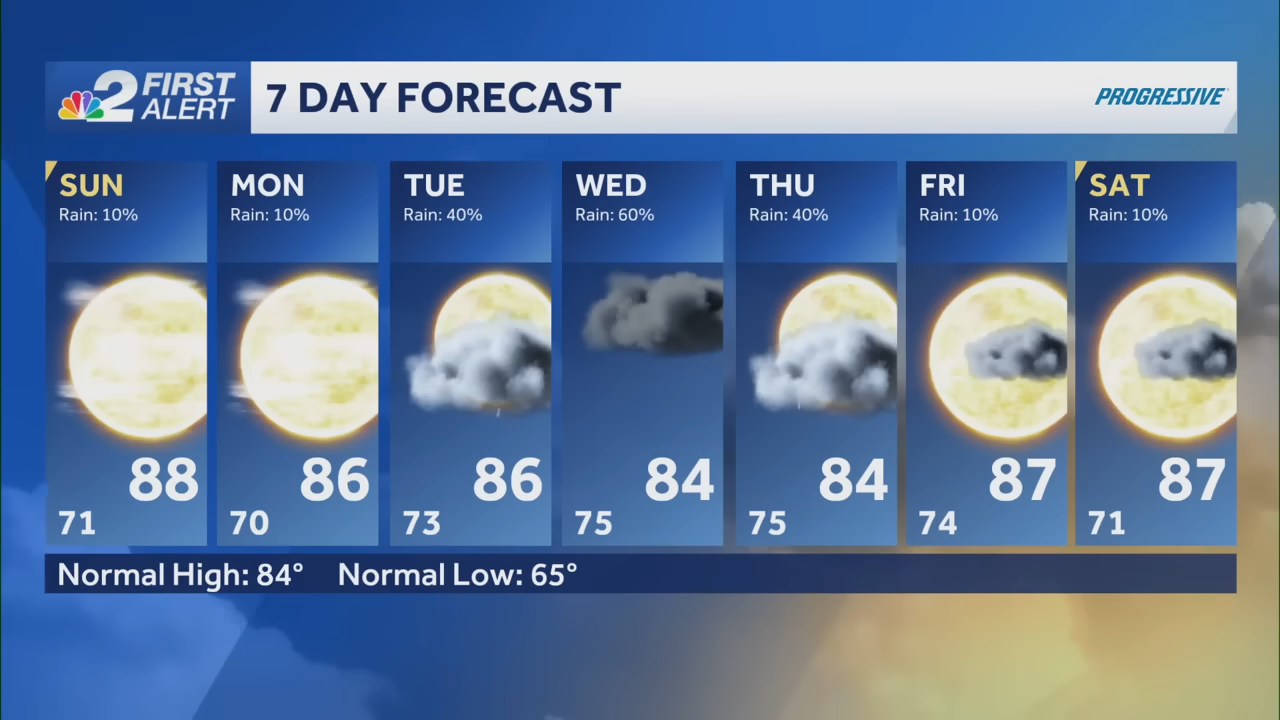 2 FIRST ALERT
7 DAY FORECAST
PROGRESSIVE
SUN
Rain: 10%
88
71
MON
Rain: 10%
86
70
TUE
Rain: 40%
86
73
WED
Rain: 60%
84
75
THU
Rain: 40%
84
75
FRI
Rain: 10%
87
74
SAT
Rain: 10%
87
71
Normal High: 84° Normal Low: 65°